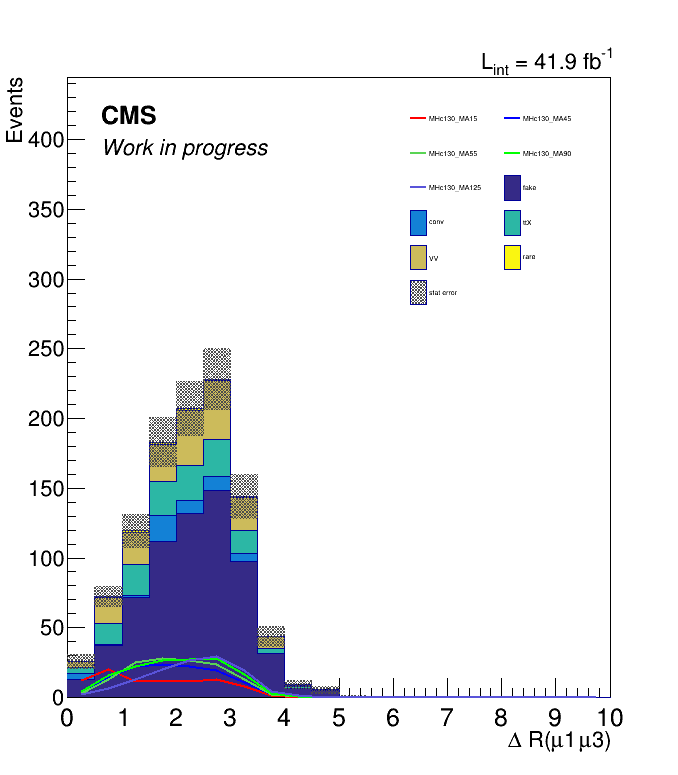 L_int = 41.9 fb^-1
Events
CMS
Work in progress
MHc130_MA15 MHc130_MA45
MHc130_MA55 MHc130_MA90
MHc130_MA125 fake
conv ttX
VV rare
stat error
400
350
300
250
200
150
100
50
0
0 1 2 3 4 5 6 7 8 9 10
Δ R(μ1μ3)